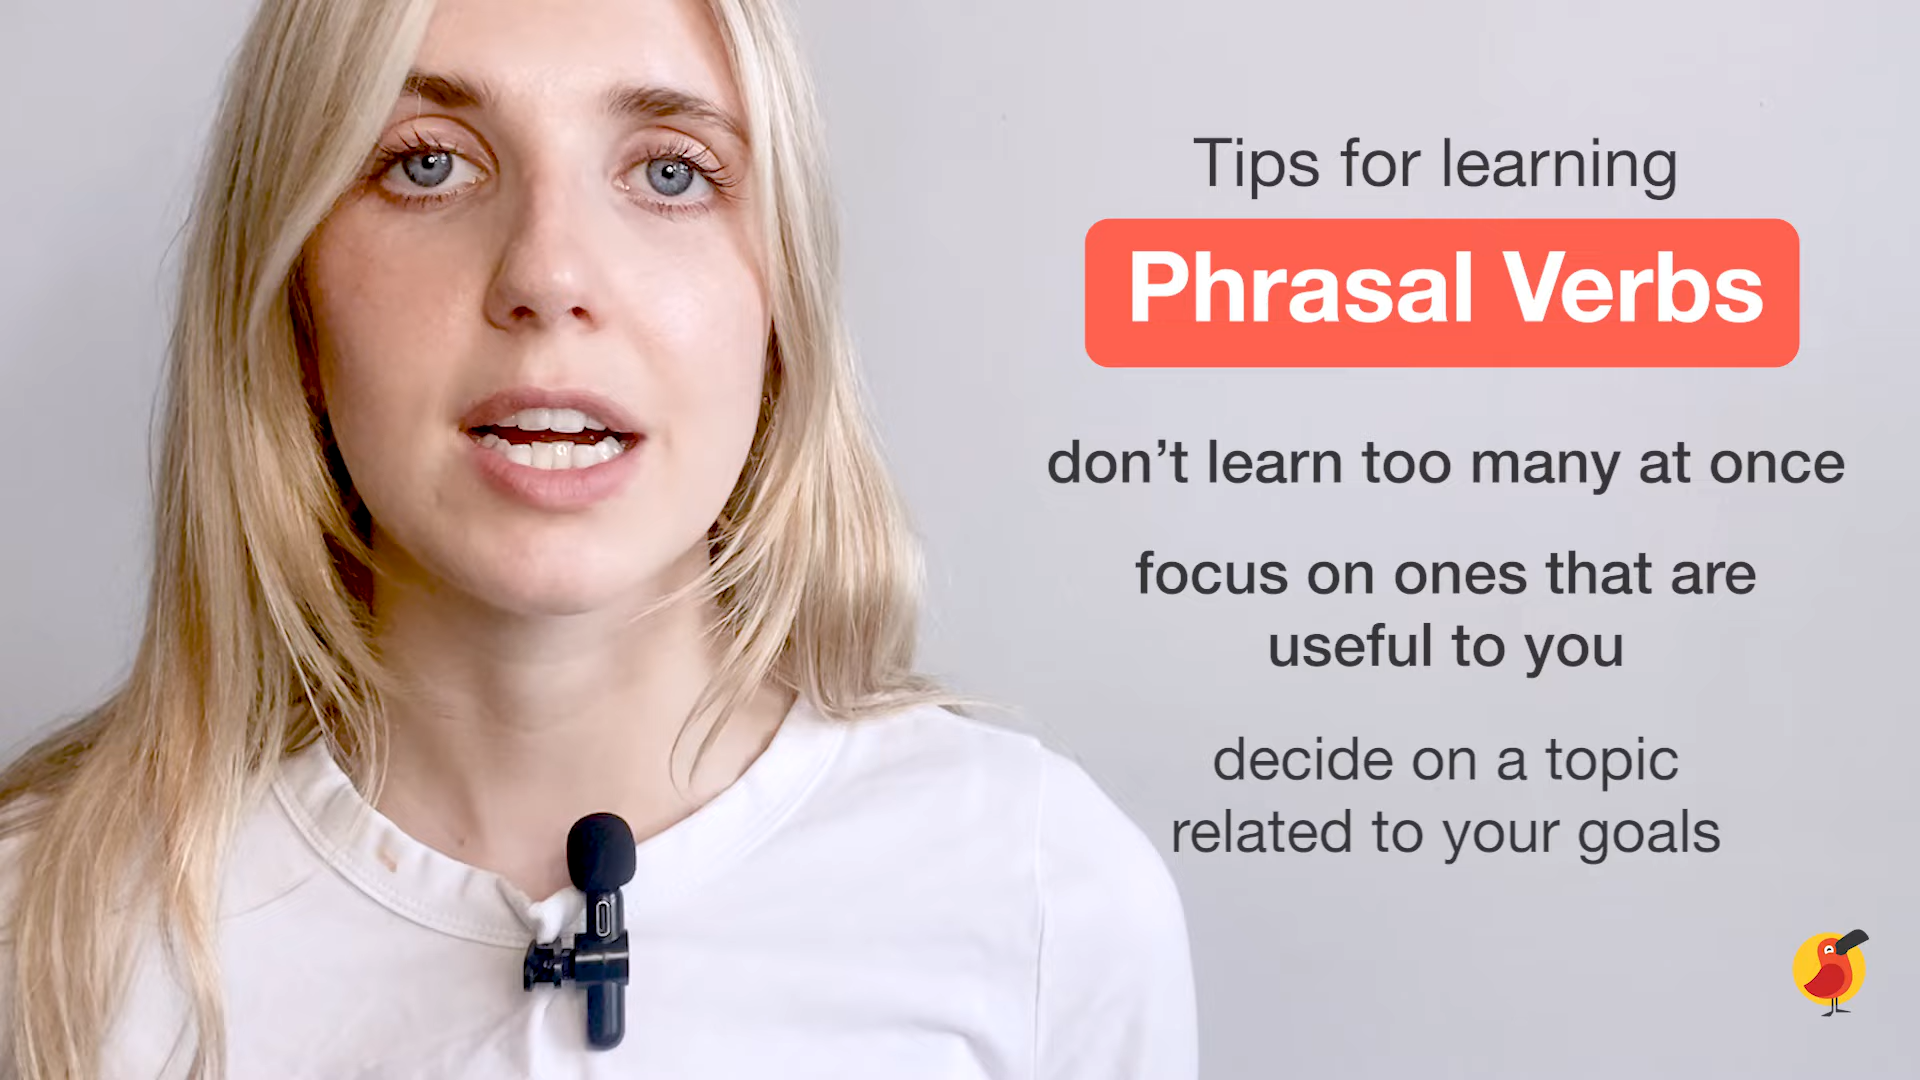 Tips for learning
Phrasal Verbs
don’t learn too many at once
focus on ones that are
useful to you
decide on a topic
related to your goals